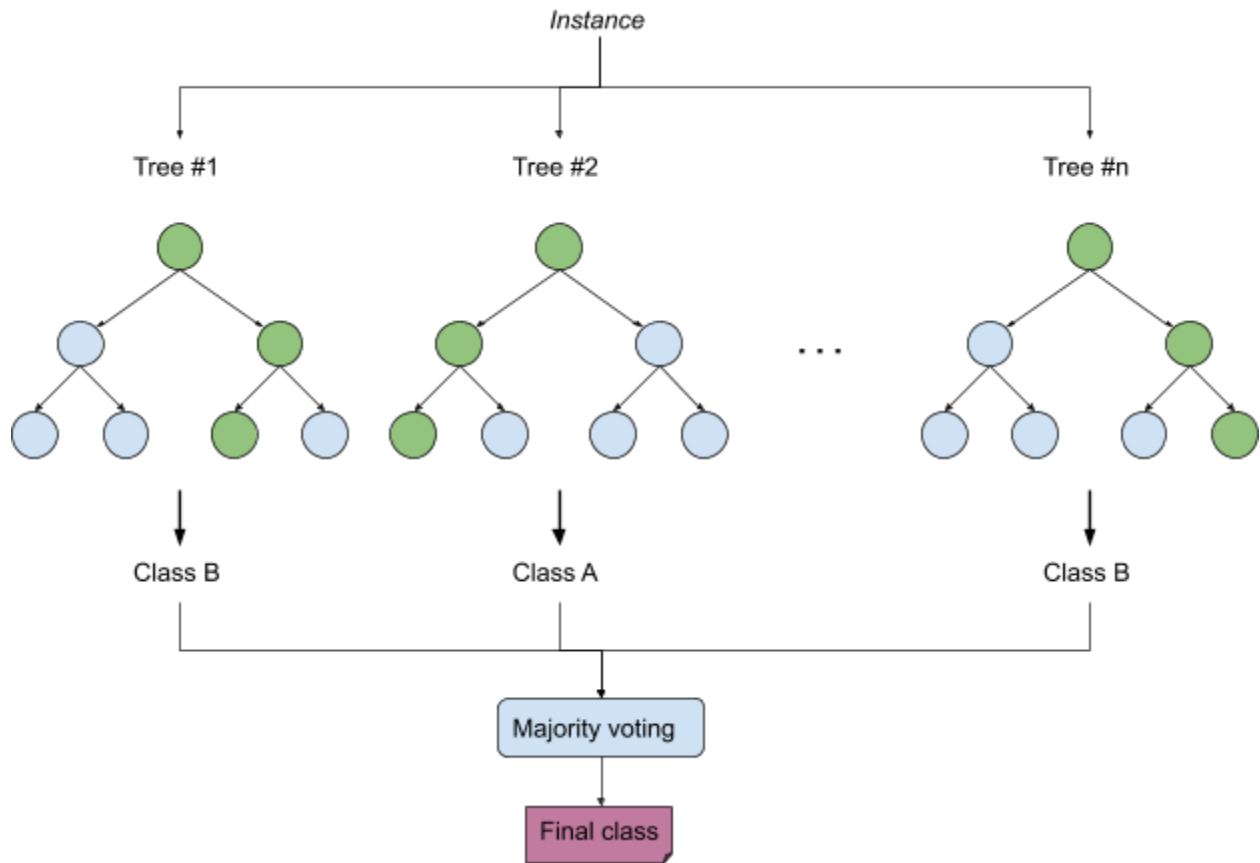 Instance
Tree #1
Tree #2
Tree #n
. . .
Class B
Class A
Class B
Majority voting
Final class